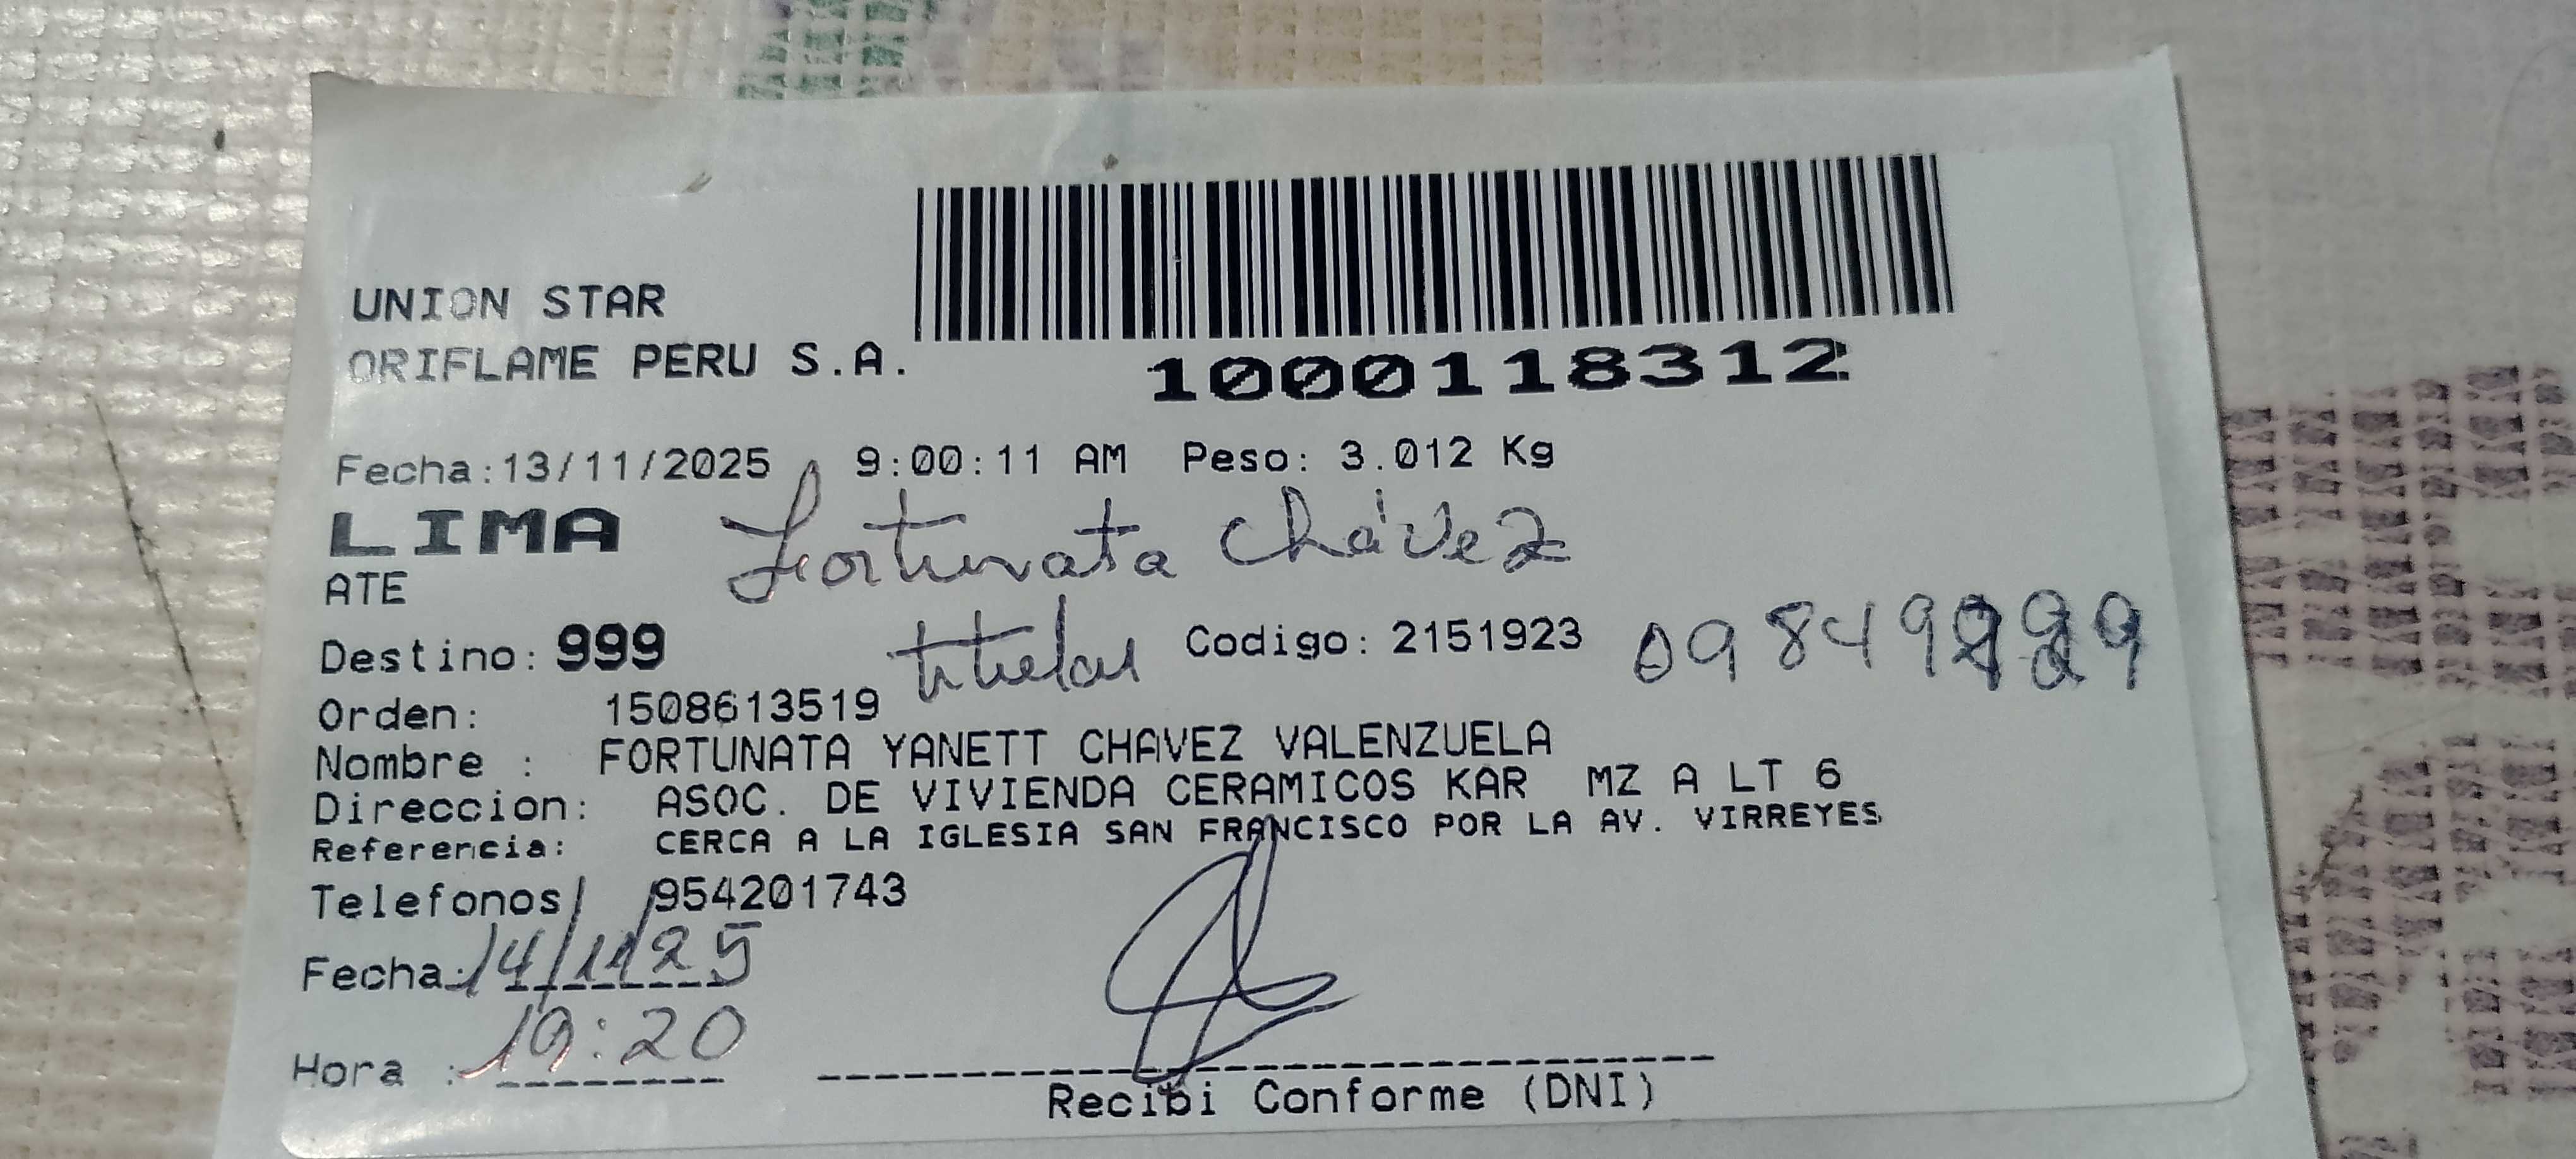 UNION STAR
ORIFLAME PERU S.A.
1000118312
Fecha:13/11/2025 9:00:11 AM Peso: 3.012 Kg
LIMA Fortunata Chávez
ATE
Destino: 999 titular Codigo: 2151923
Orden: 1508613519
Nombre : FORTUNATA YANETT CHAVEZ VALENZUELA
Direccion: ASOC. DE VIVIENDA CERAMICOS KAR MZ A LT 6
Referencia: CERCA A LA IGLESIA SAN FRANCISCO POR LA AV. VIRREYES
Telefonos 954201743
Fecha: 14/11/25
Hora : 19:20
Recibi Conforme (DNI)